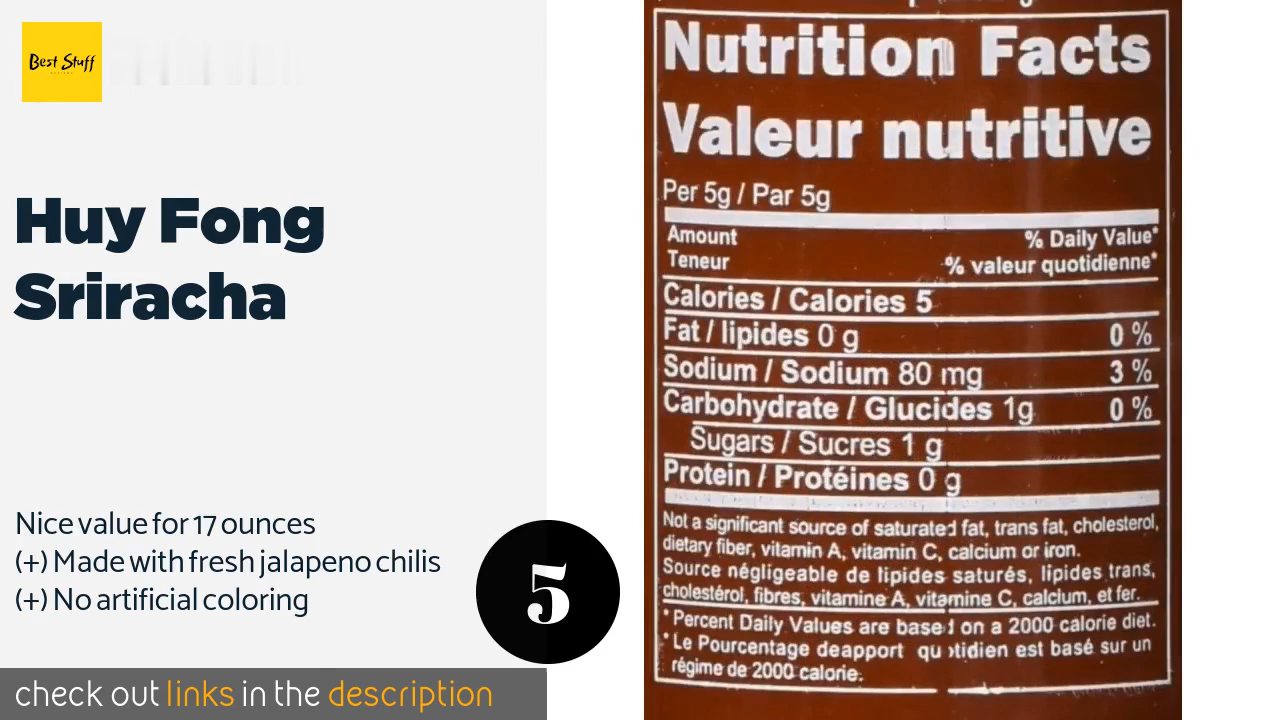 Best Stuff
Huy Fong
Sriracha
Nice value for 17 ounces
(+) Made with fresh jalapeno chilis
(+) No artificial coloring
5
check out links in the description
Nutrition Facts
Valeur nutritive
Per 5g / Par 5g
Amount % Daily Value*
Teneur % valeur quotidienne*
Calories / Calories 5
Fat / lipides 0 g 0 %
Sodium / Sodium 80 mg 3 %
Carbohydrate / Glucides 1g 0 %
Sugars / Sucres 1 g
Protein / Protéines 0 g
Not a significant source of saturated fat, trans fat, cholesterol,
dietary fiber, vitamin A, vitamin C, calcium or iron.
Source négligeable de lipides saturés, lipides trans,
cholestérol, fibres, vitamine A, vitamine C, calcium, et fer.
* Percent Daily Values are based on a 2000 calorie diet.
* Le Pourcentage deapport quotidien est basé sur un
régime de 2000 calorie.